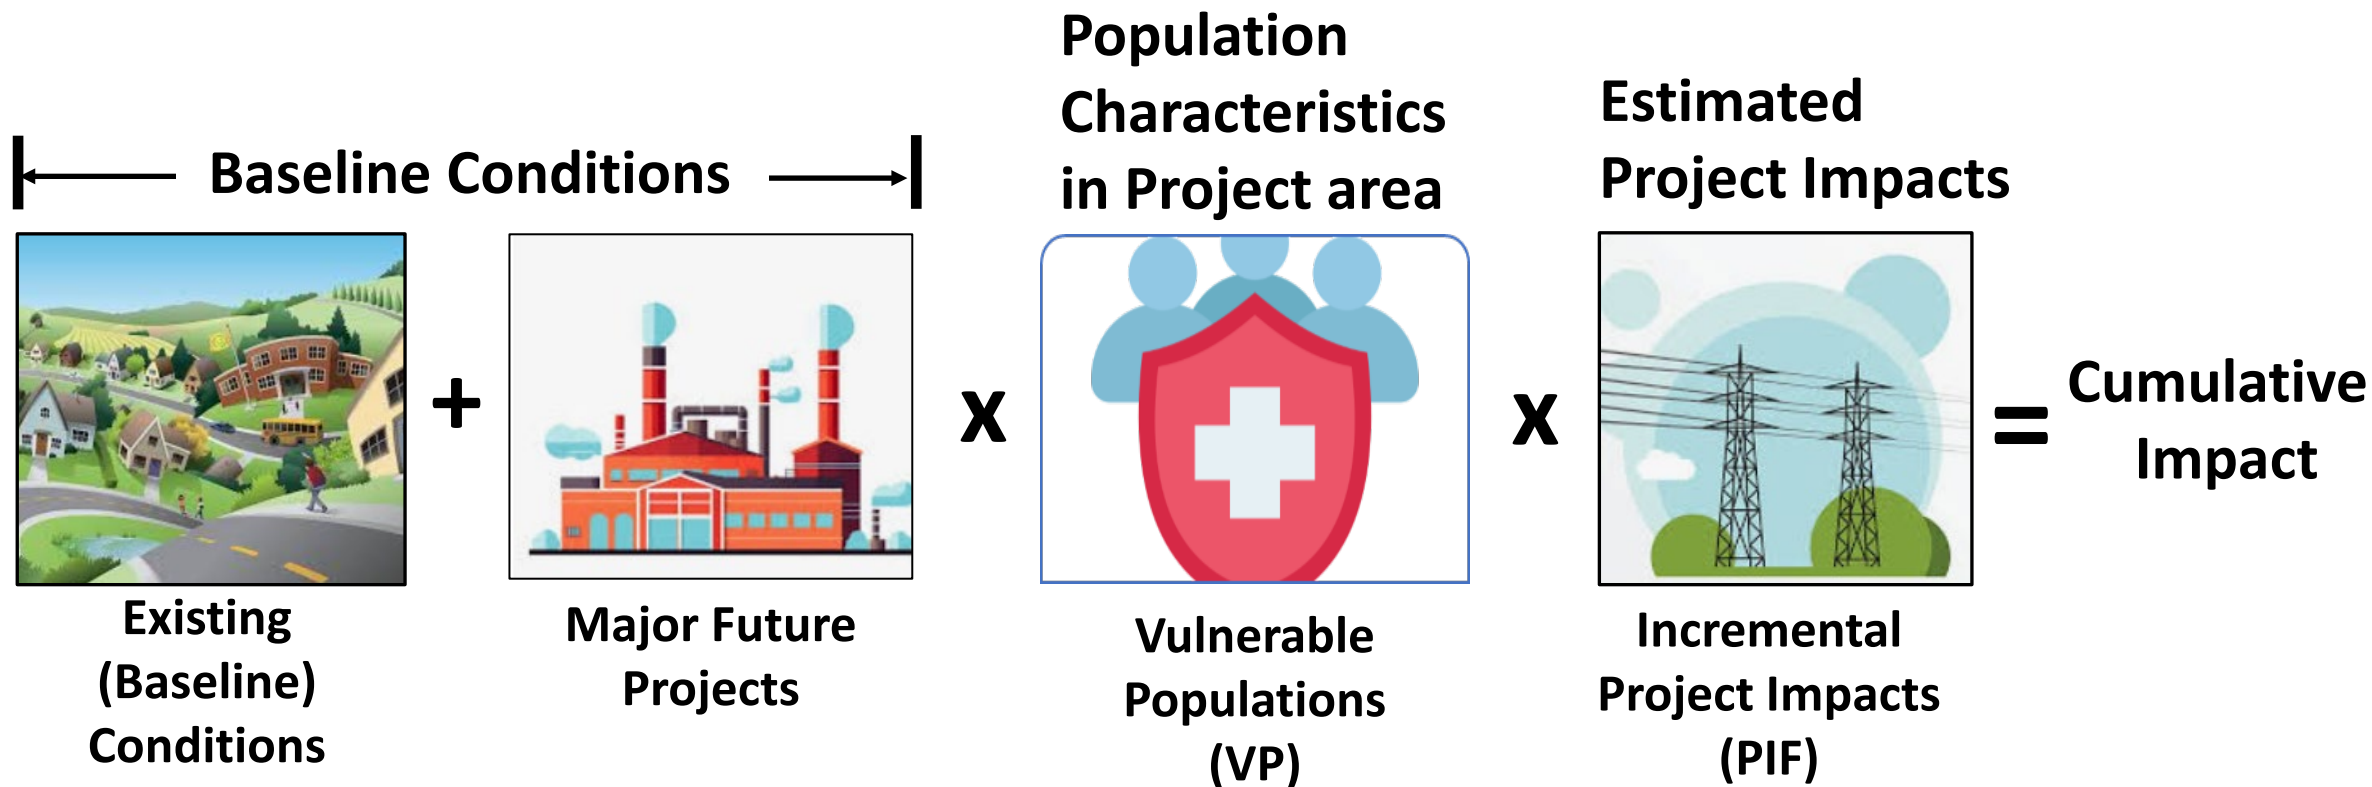 Baseline Conditions
Population
Characteristics
in Project area
Estimated
Project Impacts
+
x
x
=
Cumulative
Impact
Existing
(Baseline)
Conditions
Major Future
Projects
Vulnerable
Populations
(VP)
Incremental
Project Impacts
(PIF)